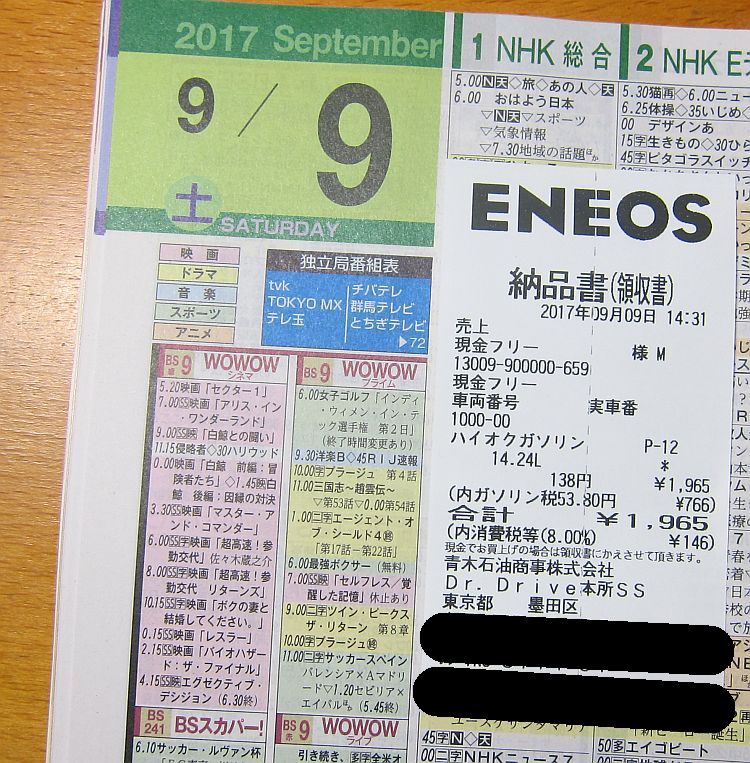 2017 September
9/9
土
SATURDAY
映画
ドラマ
音楽
スポーツ
アニメ
独立局番組表
tvk
TOKYO MX
テレ玉
チバテレ
群馬テレビ
とちぎテレビ
▶72
BS 9 WOWOW
シネマ
5.20映画「セクター1」
7.00SS映画「アリス・イン
・ワンダーランド」
9.00SS映「白鯨との闘い」
11.15侵略者◇30ハリウッド
0.00映画「白鯨 前編：冒
険者たち」◇1.45映白
鯨 後編：因縁の対決
3.30SS映画「マスター・ア
ンド・コマンダー」
6.00SS字映「超高速！参
勤交代」佐々木蔵之介
8.00SS字映「超高速！参
勤交代 リターンズ」
10.15SS字映「ボクの妻と
結婚してください。」
0.15SS映「レスラー」
2.15SS映「バイオハザー
ド：ザ・ファイナル」
4.15SS映エグゼクティブ・
デシジョン (6.30終)
BS 9 WOWOW
プライム
6.00女子ゴルフ「インディ
・ウィメン・イン・テ
ック選手権 第2日」
(終了時間変更あり)
9.30洋楽B◇45RIJ速報
10.00字ブラージュ 第4話
11.00三国志～趙雲伝～
▽第53話▽0.00第54話
1.00二字エージェント・オ
ブ・シールド4終
「第17話－第22話」
6.00最強ボクサー (無料)
7.00SS映「セルフレス／覚
醒した記憶」休止あり
9.00二字ツイン・ピークス
ザ・リターン 第8章
10.00字ブラージュ終
11.00二字サッカースペイン
バレンシア×Aマドリ
ード▽1.20セビリア×
エイバルほか (5.45終)
BS 241 BSスカパー!
6.10サッカー・ルヴァン杯
BS 9 WOWOW
ライブ
引き続き、多字全米オ
1 NHK 総合
5.00N天◇旅◇あの人◇天
6.00 おはよう日本
▽N天▽スポーツ
▽気象情報
▽7.30地域の話題ほか
2 NHK E
5.30猫再◇6.00ニュー
6.25体操◇35いじめ
00 デザインあ
15字生きもの◇30ひら
45字ピタゴラスイッチ
ENEOS
納品書(領収書)
2017年09月09日 14:31
売上
現金フリー 様 M
13009-900000-659
現金フリー
車両番号 実車番
1000-00
ハイオクガソリン P-12
14.24L *
138円 ¥1,965
(内ガソリン税53.80円 ¥766)
合計 ¥1,965
(内消費税等(8.00%) ¥146)
現金でお買上げの場合は領収書にかえさせて頂きます。
青木石油商事株式会社
Dr. Drive本所SS
東京都 墨田区
45字N◇天
00二字NHKニュース7
50多エイゴビート